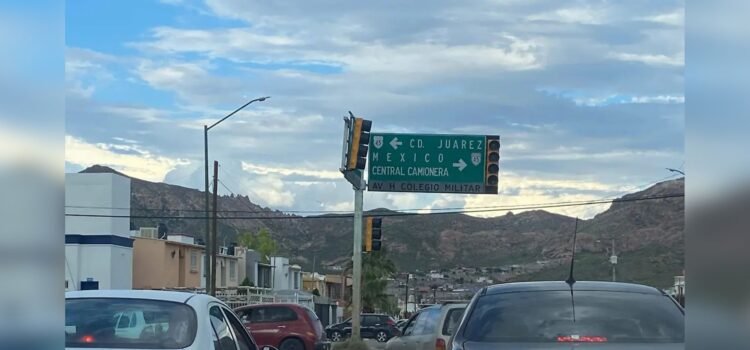 ← CD. JUAREZ
MEXICO →
CENTRAL CAMIONERA
AV. H. COLEGIO MILITAR